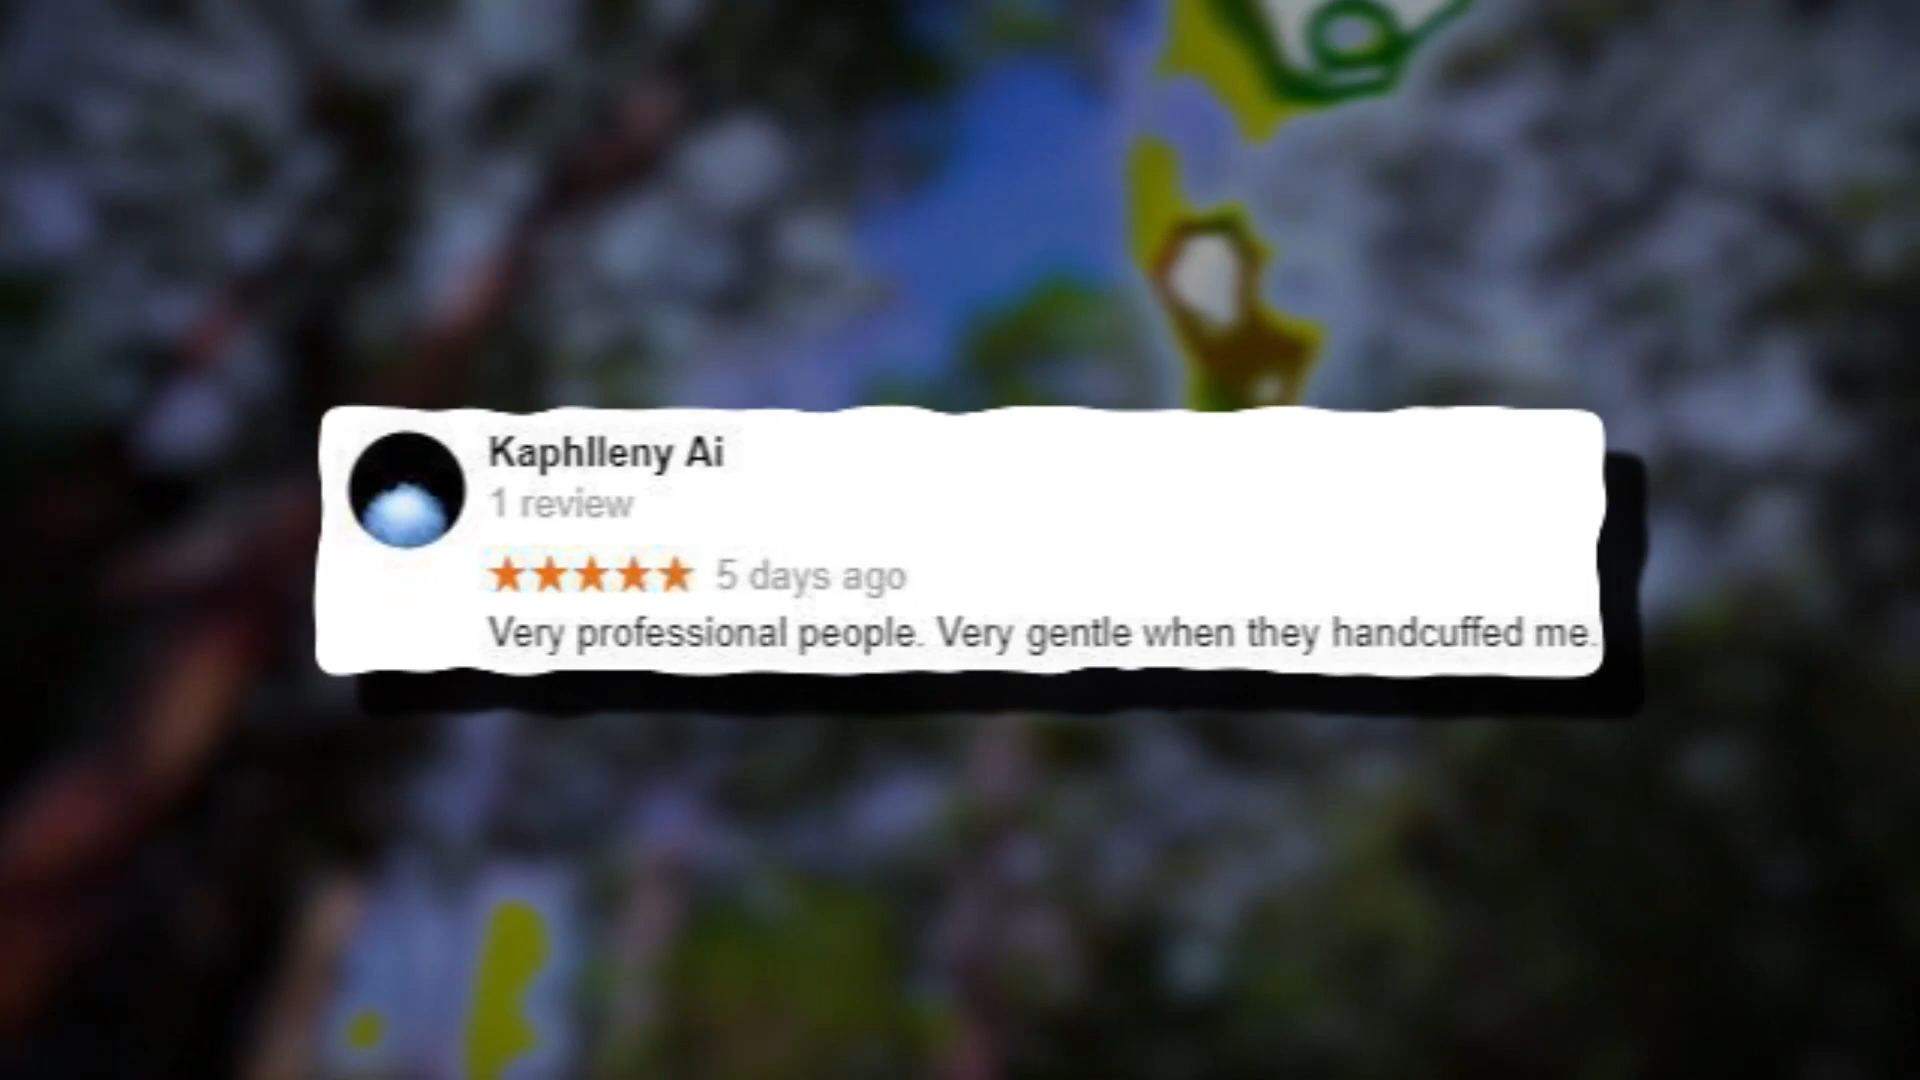 Kaphlleny Ai
1 review
5 days ago
Very professional people. Very gentle when they handcuffed me.